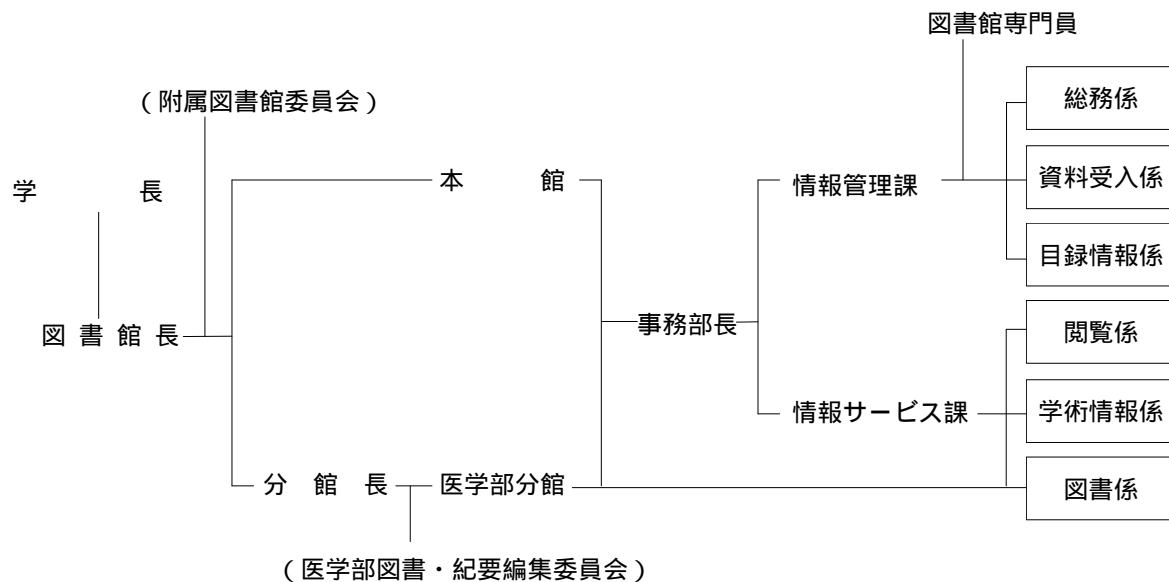 図書館専門員
総務係
(附属図書館委員会)
本 館
情報管理課
資料受入係
学 長
目録情報係
図 書 館 長
事務部長
閲覧係
情報サービス課
学術情報係
分 館 長
医学部分館
図書係
(医学部図書・紀要編集委員会)